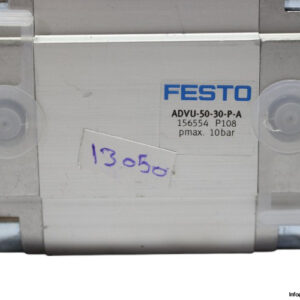 FESTO
ADVU-50-30-P-A
156554 P108
pmax. 10bar
13050